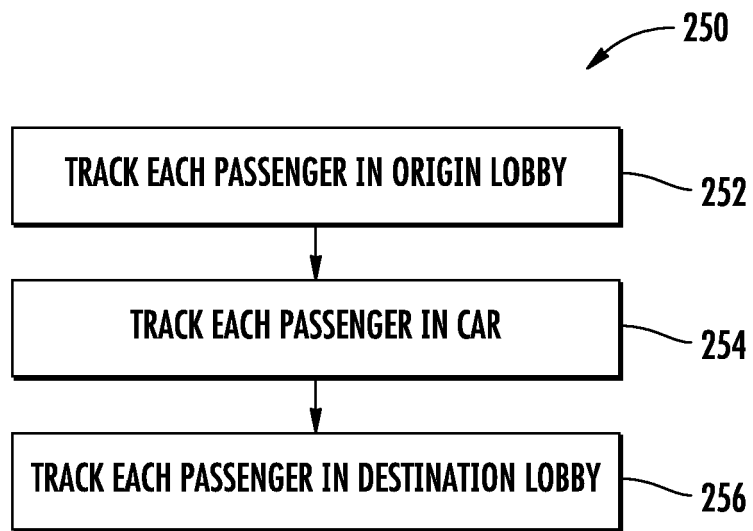 250
TRACK EACH PASSENGER IN ORIGIN LOBBY
252
TRACK EACH PASSENGER IN CAR
254
TRACK EACH PASSENGER IN DESTINATION LOBBY
256